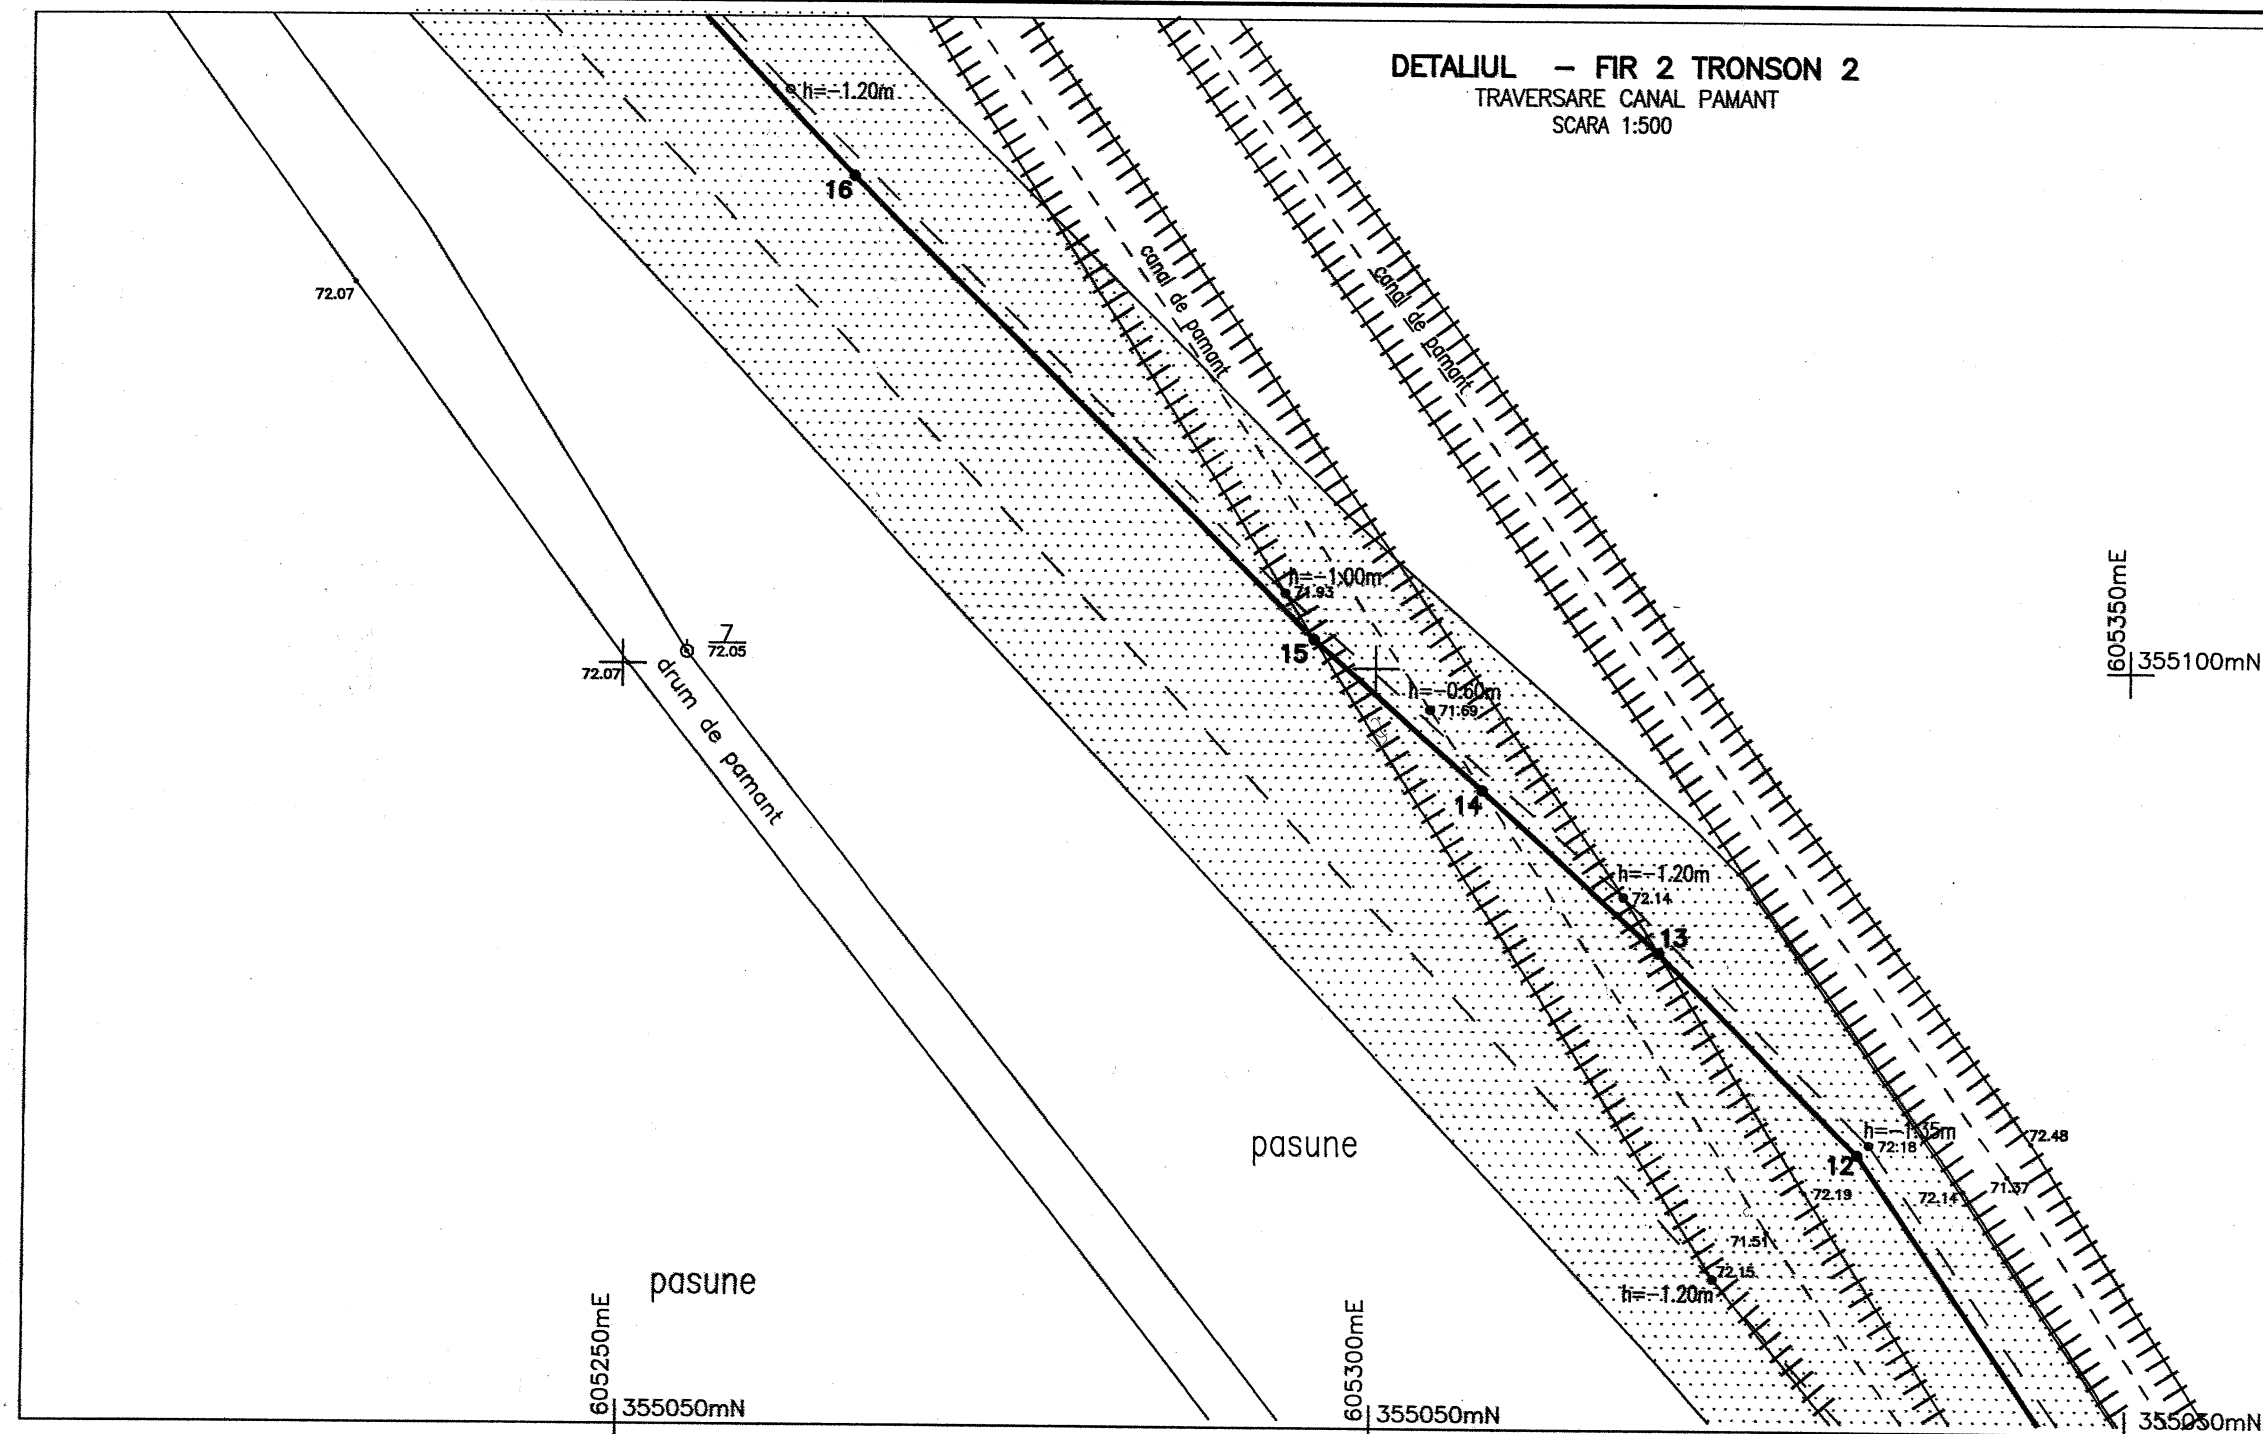 DETALIUL – FIR 2 TRONSON 2
TRAVERSARE CANAL PAMANT
SCARA 1:500
h=-1.20m
16
canal de pamant
canal de pamant
72.07
h=-1.00m
71.93
15
7
72.05
72.07
drum de pamant
605350mE
355100mN
h=-0.60m
71.69
14
h=-1.20m
72.14
13
pasune
h=-1.35m
72.18
12
72.48
72.19
72.14
71.37
71.51
72.15
h=-1.20m
pasune
605250mE
355050mN
605300mE
355050mN
355050mN